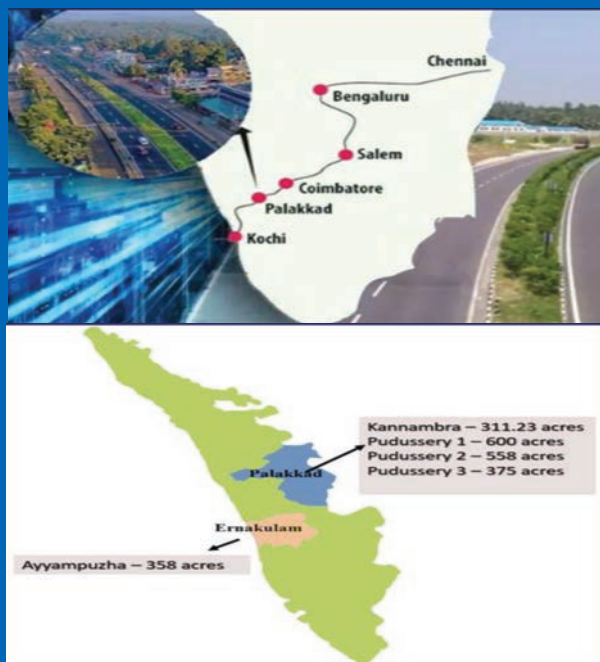 Chennai
Bengaluru
Salem
Coimbatore
Palakkad
Kochi
Kannambra – 311.23 acres
Pudussery 1 – 600 acres
Pudussery 2 – 558 acres
Pudussery 3 – 375 acres
Palakkad
Ernakulam
Ayyampuzha – 358 acres